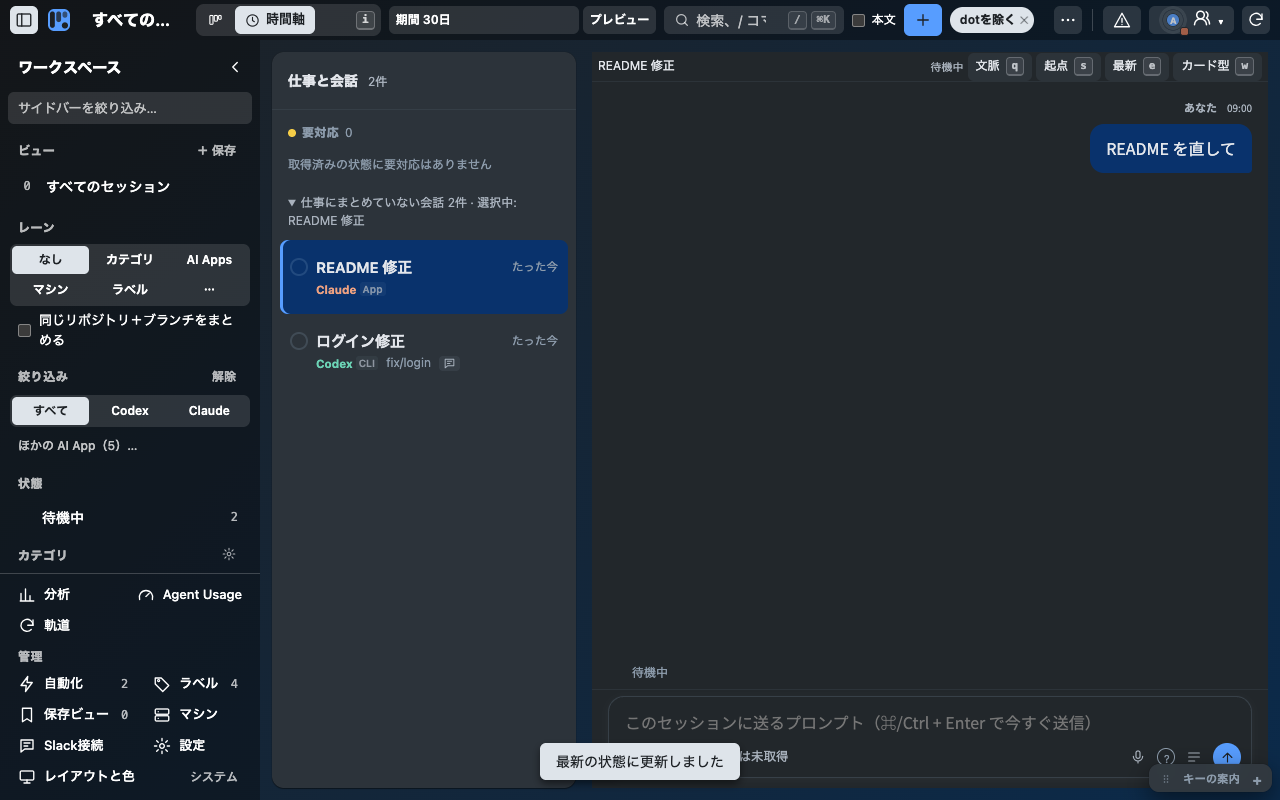 すべての...
時間軸
i
期間 30日
プレビュー
検索、/ コマ
/
⌘K
本文
+
dotを除く ×
...
A
ワークスペース
サイドバーを絞り込み...
ビュー
+ 保存
0 すべてのセッション
レーン
なし
カテゴリ
AI Apps
マシン
ラベル
...
同じリポジトリ＋ブランチをまと
める
絞り込み
解除
すべて
Codex
Claude
ほかの AI App（5）...
状態
待機中 2
カテゴリ
分析
Agent Usage
軌道
管理
自動化 2
ラベル 4
保存ビュー 0
マシン
Slack接続
設定
レイアウトと色
システム
仕事と会話 2件
要対応 0
取得済みの状態に要対応はありません
▼ 仕事にまとめていない会話 2件 · 選択中:
README 修正
README 修正
たった今
Claude App
ログイン修正
たった今
Codex CLI fix/login
README 修正
待機中
文脈 q
起点 s
最新 e
カード型 w
あなた 09:00
README を直して
待機中
このセッションに送るプロンプト（⌘/Ctrl + Enter で今すぐ送信）
は未取得
?
最新の状態に更新しました
キーの案内 +